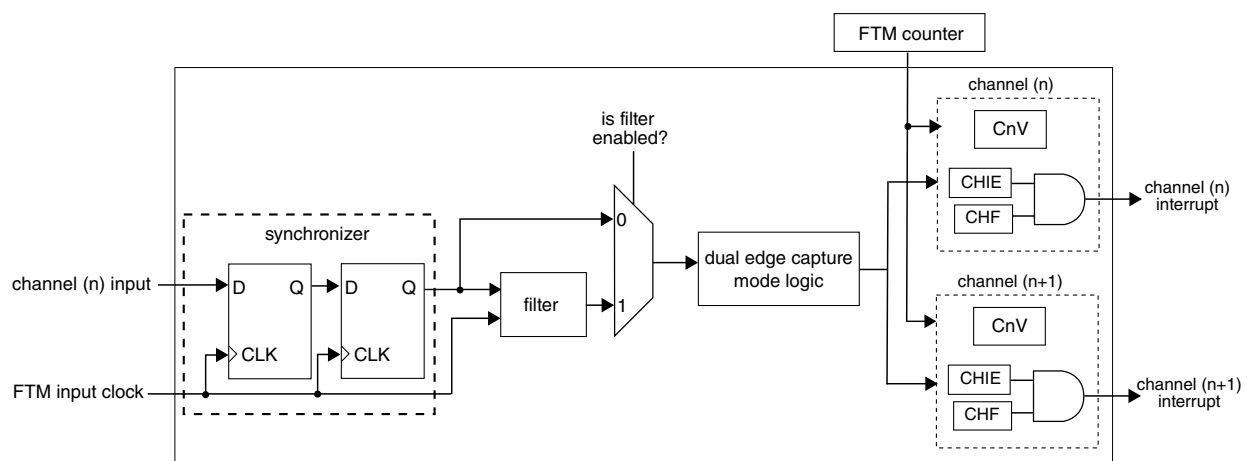 FTM counter
channel (n)
is filter
enabled?
CnV
CHIE
CHF
channel (n)
interrupt
synchronizer
0
channel (n) input
D
Q
D
Q
dual edge capture
mode logic
channel (n+1)
filter
1
CnV
CLK
CLK
FTM input clock
CHIE
CHF
channel (n+1)
interrupt